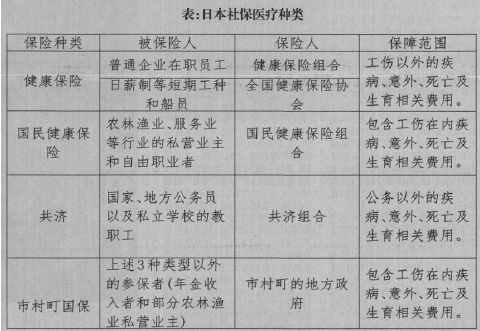 表:日本社保医疗种类
保险种类 被保险人 保险人 保障范围
健康保险
普通企业在职员工
健康保险组合
日薪制等短期工种
和船员
全国健康保险协
会
工伤以外的疾
病、意外、死亡及
生育相关费用。
国民健康保
险
农林渔业、服务业
等行业的私营业主
和自由职业者
国民健康保险组
合
包含工伤在内疾
病、意外、死亡及
生育相关费用。
共济
国家、地方公务员
以及私立学校的教
职工
共济组合
公务以外的疾
病、意外、死亡及
生育相关费用。
市村町国保
上述3种类型以外
的参保者(年金收
入者和部分农林渔
业私营业主)
市村町的地方政
府
包含工伤在内疾
病、意外、死亡及
生育相关费用。